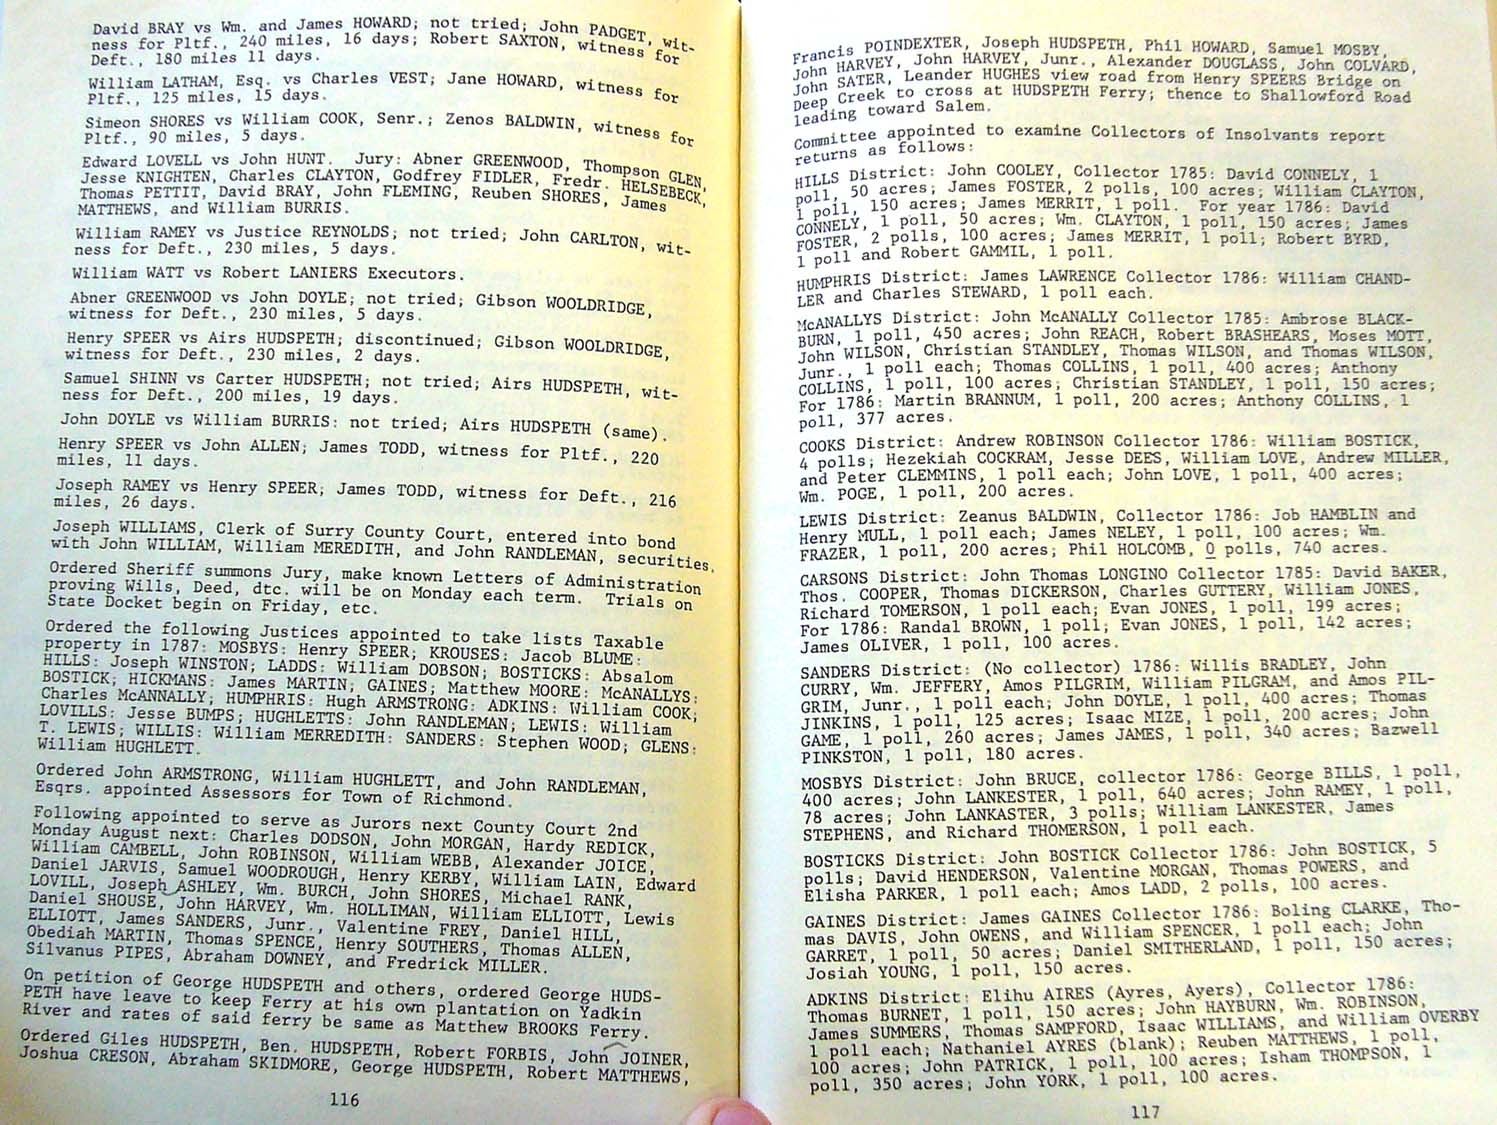 David BRAY vs Wm. and James HOWARD; not tried; John PADGET, wit-
ness for Pltf., 240 miles, 16 days; Robert SAXTON, witness for
Deft., 180 miles 11 days.
William LATHAM, Esq. vs Charles VEST; Jane HOWARD, witness for
Pltf., 125 miles, 15 days.
Simeon SHORES vs William COOK, Senr.; Zenos BALDWIN, witness for
Pltf., 90 miles, 5 days.
Edward LOVELL vs John HUNT. Jury: Abner GREENWOOD, Thompson GLEN,
Jesse KNIGHTEN, Charles CLAYTON, Godfrey FIDLER, Fredr. HELSEBECK,
Thomas PETTIT, David BRAY, John FLEMING, Reuben SHORES, James
MATTHEWS, and William BURRIS.
William RAMEY vs Justice REYNOLDS; not tried; John CARLTON, wit-
ness for Deft., 230 miles, 5 days.
William WATT vs Robert LANIERS Executors.
Abner GREENWOOD vs John DOYLE; not tried; Gibson WOOLDRIDGE,
witness for Deft., 230 miles, 5 days.
Henry SPEER vs Airs HUDSPETH; discontinued; Gibson WOOLDRIDGE,
witness for Deft., 230 miles, 2 days.
Samuel SHINN vs Carter HUDSPETH; not tried; Airs HUDSPETH, wit-
ness for Deft., 200 miles, 19 days.
John DOYLE vs William BURRIS: not tried; Airs HUDSPETH (same).
Henry SPEER vs John ALLEN; James TODD, witness for Pltf., 220
miles, 11 days.
Joseph RAMEY vs Henry SPEER; James TODD, witness for Deft., 216
miles, 26 days.
Joseph WILLIAMS, Clerk of Surry County Court, entered into bond
with John WILLIAM, William MEREDITH, and John RANDLEMAN, securities.
Ordered Sheriff summons Jury, make known Letters of Administration
proving Wills, Deed, dtc. will be on Monday each term. Trials on
State Docket begin on Friday, etc.
Ordered the following Justices appointed to take lists Taxable
property in 1787: MOSBYS: Henry SPEER; KROUSES: Jacob BLUME:
HILLS: Joseph WINSTON; LADDS: William DOBSON; BOSTICKS: Absalom
BOSTICK; HICKMANS: James MARTIN; GAINES; Matthew MOORE: McANALLYS:
Charles McANNALLY; HUMPHRIS: Hugh ARMSTRONG: ADKINS: William COOK;
LOVILLS: Jesse BUMPS; HUGHLETTS: John RANDLEMAN; LEWIS: William
T. LEWIS; WILLIS: William MERREDITH: SANDERS: Stephen WOOD; GLENS:
William HUGHLETT.
Ordered John ARMSTRONG, William HUGHLETT, and John RANDLEMAN,
Esqrs. appointed Assessors for Town of Richmond.
Following appointed to serve as Jurors next County Court 2nd
Monday August next: Charles DODSON, John MORGAN, Hardy REDICK,
William CAMBELL, John ROBINSON, William WEBB, Alexander JOICE,
Daniel JARVIS, Samuel WOODROUGH, Henry KERBY, William LAIN, Edward
LOVILL, Joseph ASHLEY, Wm. BURCH, John SHORES, Michael RANK,
Daniel SHOUSE, John HARVEY, Wm. HOLLIMAN, William ELLIOTT, Lewis
ELLIOTT, James SANDERS, Junr., Valentine FREY, Daniel HILL,
Obediah MARTIN, Thomas SPENCE, Henry SOUTHERS, Thomas ALLEN,
Silvanus PIPES, Abraham DOWNEY, and Fredrick MILLER.
On petition of George HUDSPETH and others, ordered George HUDS-
PETH have leave to keep Ferry at his own plantation on Yadkin
River and rates of said ferry be same as Matthew BROOKS Ferry.
Ordered Giles HUDSPETH, Ben. HUDSPETH, Robert FORBIS, John JOINER,
Joshua CRESON, Abraham SKIDMORE, George HUDSPETH, Robert MATTHEWS,
116
Francis POINDEXTER, Joseph HUDSPETH, Phil HOWARD, Samuel MOSBY,
John HARVEY, John HARVEY, Junr., Alexander DOUGLASS, John COLVARD,
John SATER, Leander HUGHES view road from Henry SPEERS Bridge on
Deep Creek to cross at HUDSPETH Ferry; thence to Shallowford Road
leading toward Salem.
Committee appointed to examine Collectors of Insolvants report
returns as follows:
HILLS District: John COOLEY, Collector 1785: David CONNELY, 1
poll, 50 acres; James FOSTER, 2 polls, 100 acres; William CLAYTON,
1 poll, 150 acres; James MERRIT, 1 poll. For year 1786: David
CONNELY, 1 poll, 50 acres; Wm. CLAYTON, 1 poll, 150 acres; James
FOSTER, 2 polls, 100 acres; James MERRIT, 1 poll; Robert BYRD,
1 poll and Robert GAMMIL, 1 poll.
HUMPHRIS District: James LAWRENCE Collector 1786: William CHAND-
LER and Charles STEWARD, 1 poll each.
McANALLYS District: John McANALLY Collector 1785: Ambrose BLACK-
BURN, 1 poll, 450 acres; John REACH, Robert BRASHEARS, Moses MOTT,
John WILSON, Christian STANDLEY, Thomas WILSON, and Thomas WILSON,
Junr., 1 poll each; Thomas COLLINS, 1 poll, 400 acres; Anthony
COLLINS, 1 poll, 100 acres; Christian STANDLEY, 1 poll, 150 acres;
For 1786: Martin BRANNUM, 1 poll, 200 acres; Anthony COLLINS, 1
poll, 377 acres.
COOKS District: Andrew ROBINSON Collector 1786: William BOSTICK,
4 polls; Hezekiah COCKRAM, Jesse DEES, William LOVE, Andrew MILLER,
and Peter CLEMMINS, 1 poll each; John LOVE, 1 poll, 400 acres;
Wm. POGE, 1 poll, 200 acres.
LEWIS District: Zeanus BALDWIN, Collector 1786: Job HAMBLIN and
Henry MULL, 1 poll each; James NELEY, 1 poll, 100 acres; Wm.
FRAZER, 1 poll, 200 acres; Phil HOLCOMB, 0 polls, 740 acres.
CARSONS District: John Thomas LONGINO Collector 1785: David BAKER,
Thos. COOPER, Thomas DICKERSON, Charles GUTTERY, William JONES,
Richard TOMERSON, 1 poll each; Evan JONES, 1 poll, 199 acres;
For 1786: Randal BROWN, 1 poll; Evan JONES, 1 poll, 142 acres;
James OLIVER, 1 poll, 100 acres.
SANDERS District: (No collector) 1786: Willis BRADLEY, John
CURRY, Wm. JEFFERY, Amos PILGRIM, William PILGRAM, and Amos PIL-
GRIM, Junr., 1 poll each; John DOYLE, 1 poll, 400 acres; Thomas
JINKINS, 1 poll, 125 acres; Isaac MIZE, 1 poll, 200 acres; John
GAME, 1 poll, 260 acres; James JAMES, 1 poll, 340 acres; Bazwell
PINKSTON, 1 poll, 180 acres.
MOSBYS District: John BRUCE, collector 1786: George BILLS, 1 poll,
400 acres; John LANKESTER, 1 poll, 640 acres; John RAMEY, 1 poll,
78 acres; John LANKASTER, 3 polls; William LANKESTER, James
STEPHENS, and Richard THOMERSON, 1 poll each.
BOSTICKS District: John BOSTICK Collector 1786: John BOSTICK, 5
polls; David HENDERSON, Valentine MORGAN, Thomas POWERS, and
Elisha PARKER, 1 poll each; Amos LADD, 2 polls, 100 acres.
GAINES District: James GAINES Collector 1786: Boling CLARKE, Tho-
mas DAVIS, John OWENS, and William SPENCER, 1 poll each; John
GARRET, 1 poll, 50 acres; Daniel SMITHERLAND, 1 poll, 150 acres;
Josiah YOUNG, 1 poll, 150 acres.
ADKINS District: Elihu AIRES (Ayres, Ayers), Collector 1786:
Thomas BURNET, 1 poll, 150 acres; John HAYBURN, Wm. ROBINSON,
James SUMMERS, Thomas SAMPFORD, Isaac WILLIAMS, and William OVERBY
1 poll each; Nathaniel AYRES (blank); Reuben MATTHEWS, 1 poll,
100 acres; John PATRICK, 1 poll, 100 acres; Isham THOMPSON, 1
poll, 350 acres; John YORK, 1 poll, 100 acres.
117